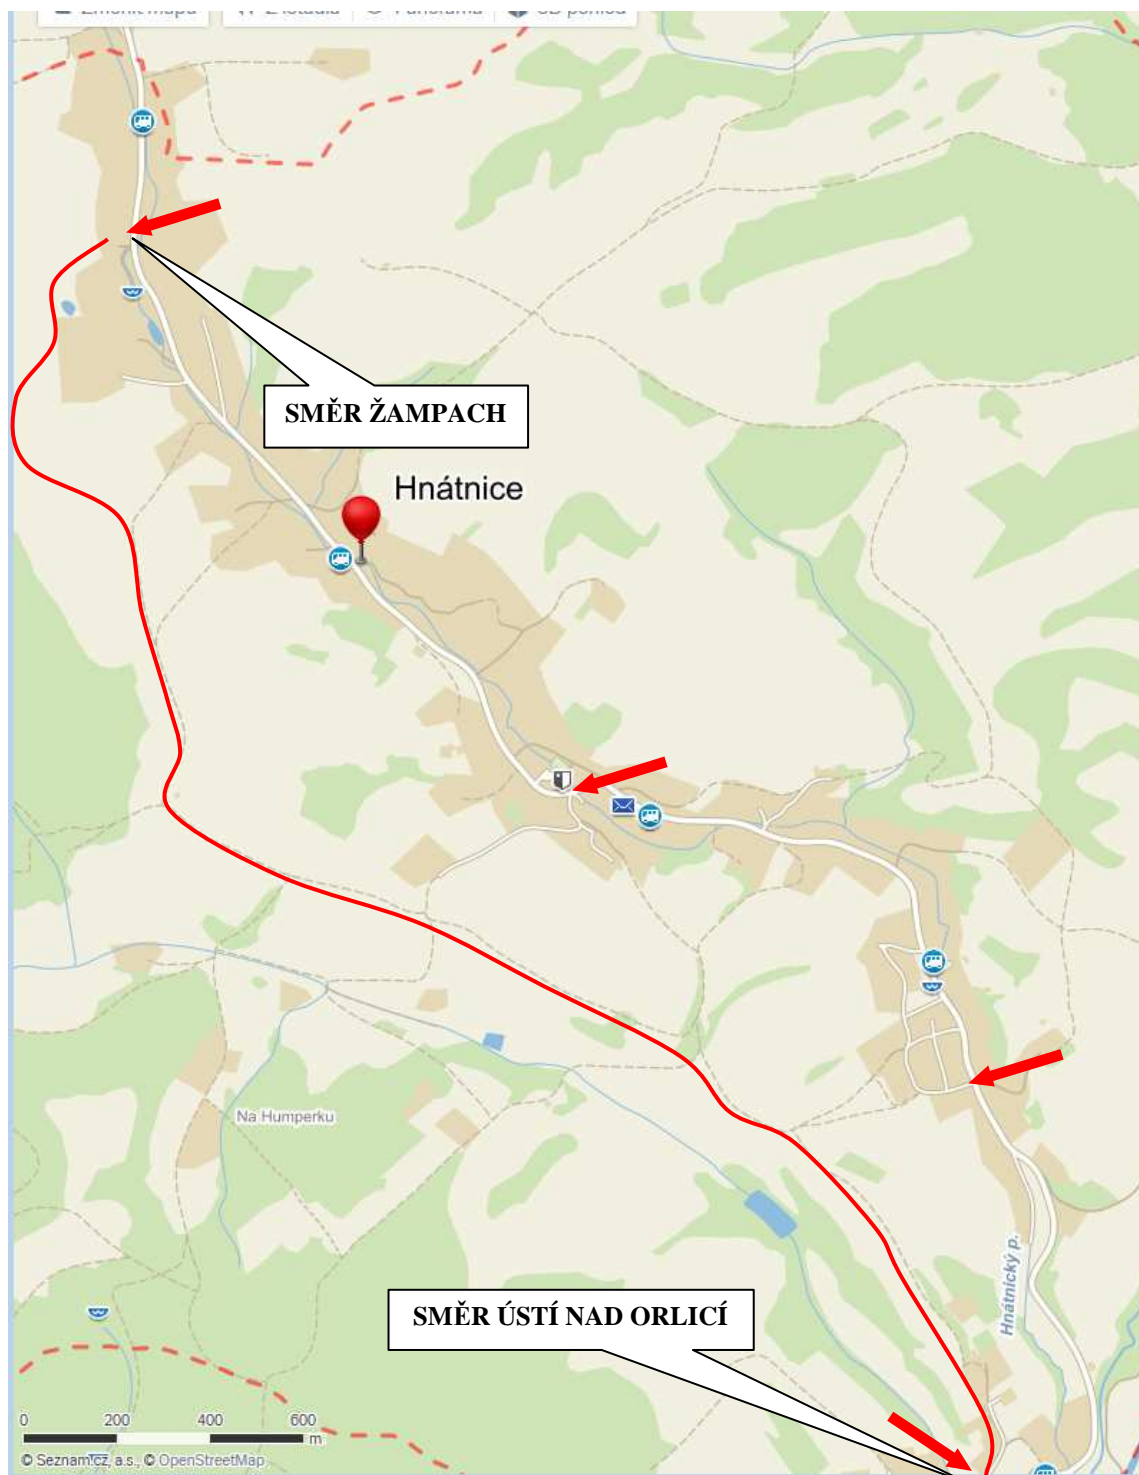 SMĚR ŽAMPACH
Hnátnice
Na Humperku
Hnátnický p.
SMĚR ÚSTÍ NAD ORLICÍ
0 200 400 600
m
© Seznam.cz, a.s., © OpenStreetMap